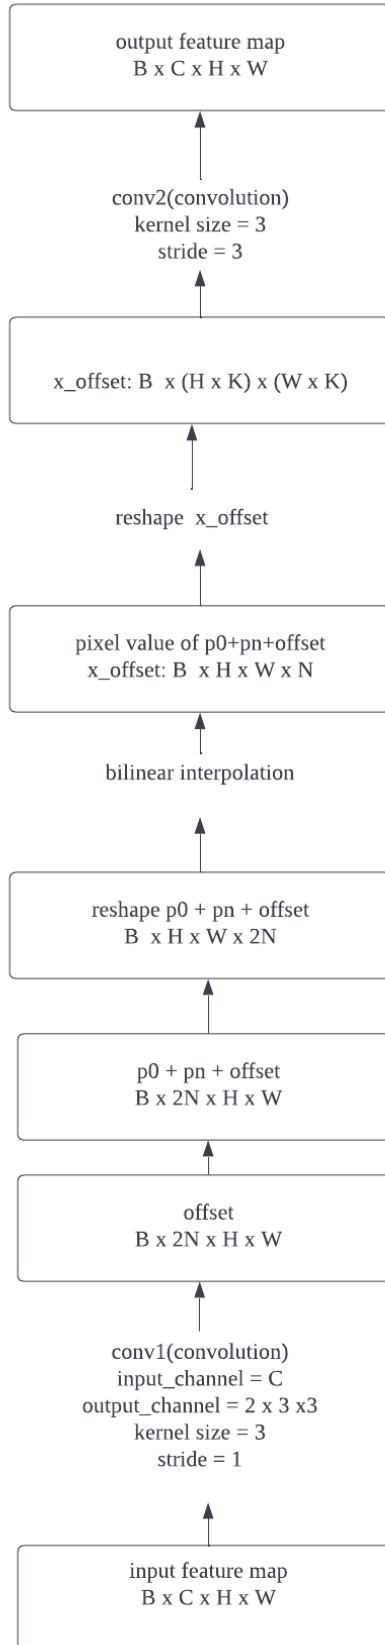 output feature map
B x C x H x W
conv2(convolution)
kernel size = 3
stride = 3
x_offset: B  x (H x K) x (W x K)
reshape  x_offset
pixel value of p0+pn+offset
x_offset: B  x H x W x N
bilinear interpolation
reshape p0 + pn + offset
B  x H x W x 2N
p0 + pn + offset
B x 2N x H x W
offset
B x 2N x H x W
conv1(convolution)
input_channel = C
output_channel = 2 x 3 x3
kernel size = 3
stride = 1
input feature map
B x C x H x W